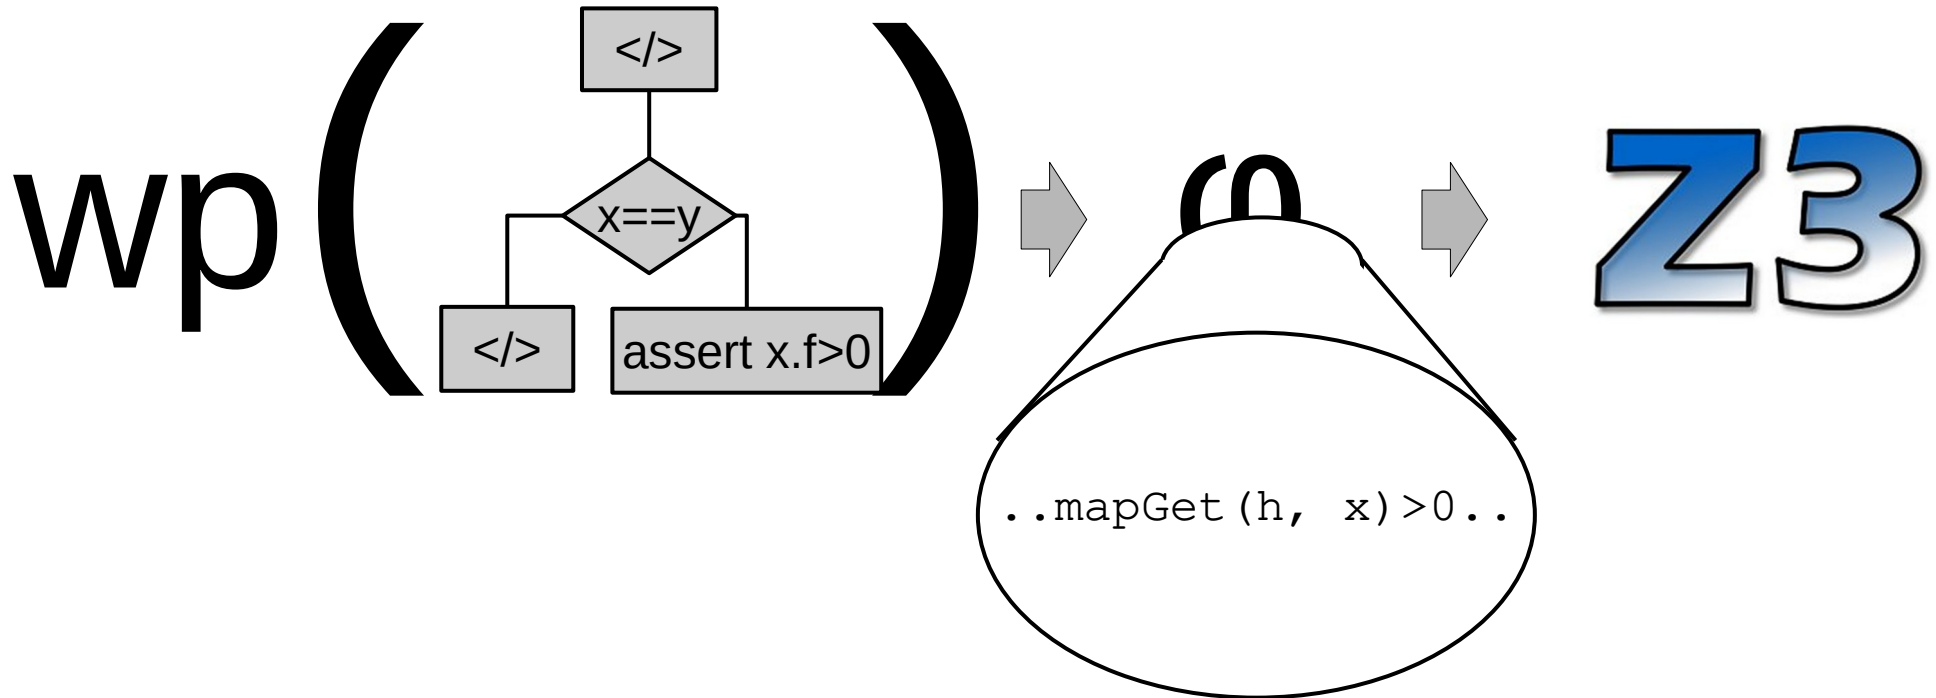 wp(
</>
x==y
</>
assert x.f>0
)
φ
..mapGet(h, x)>0..
Z3